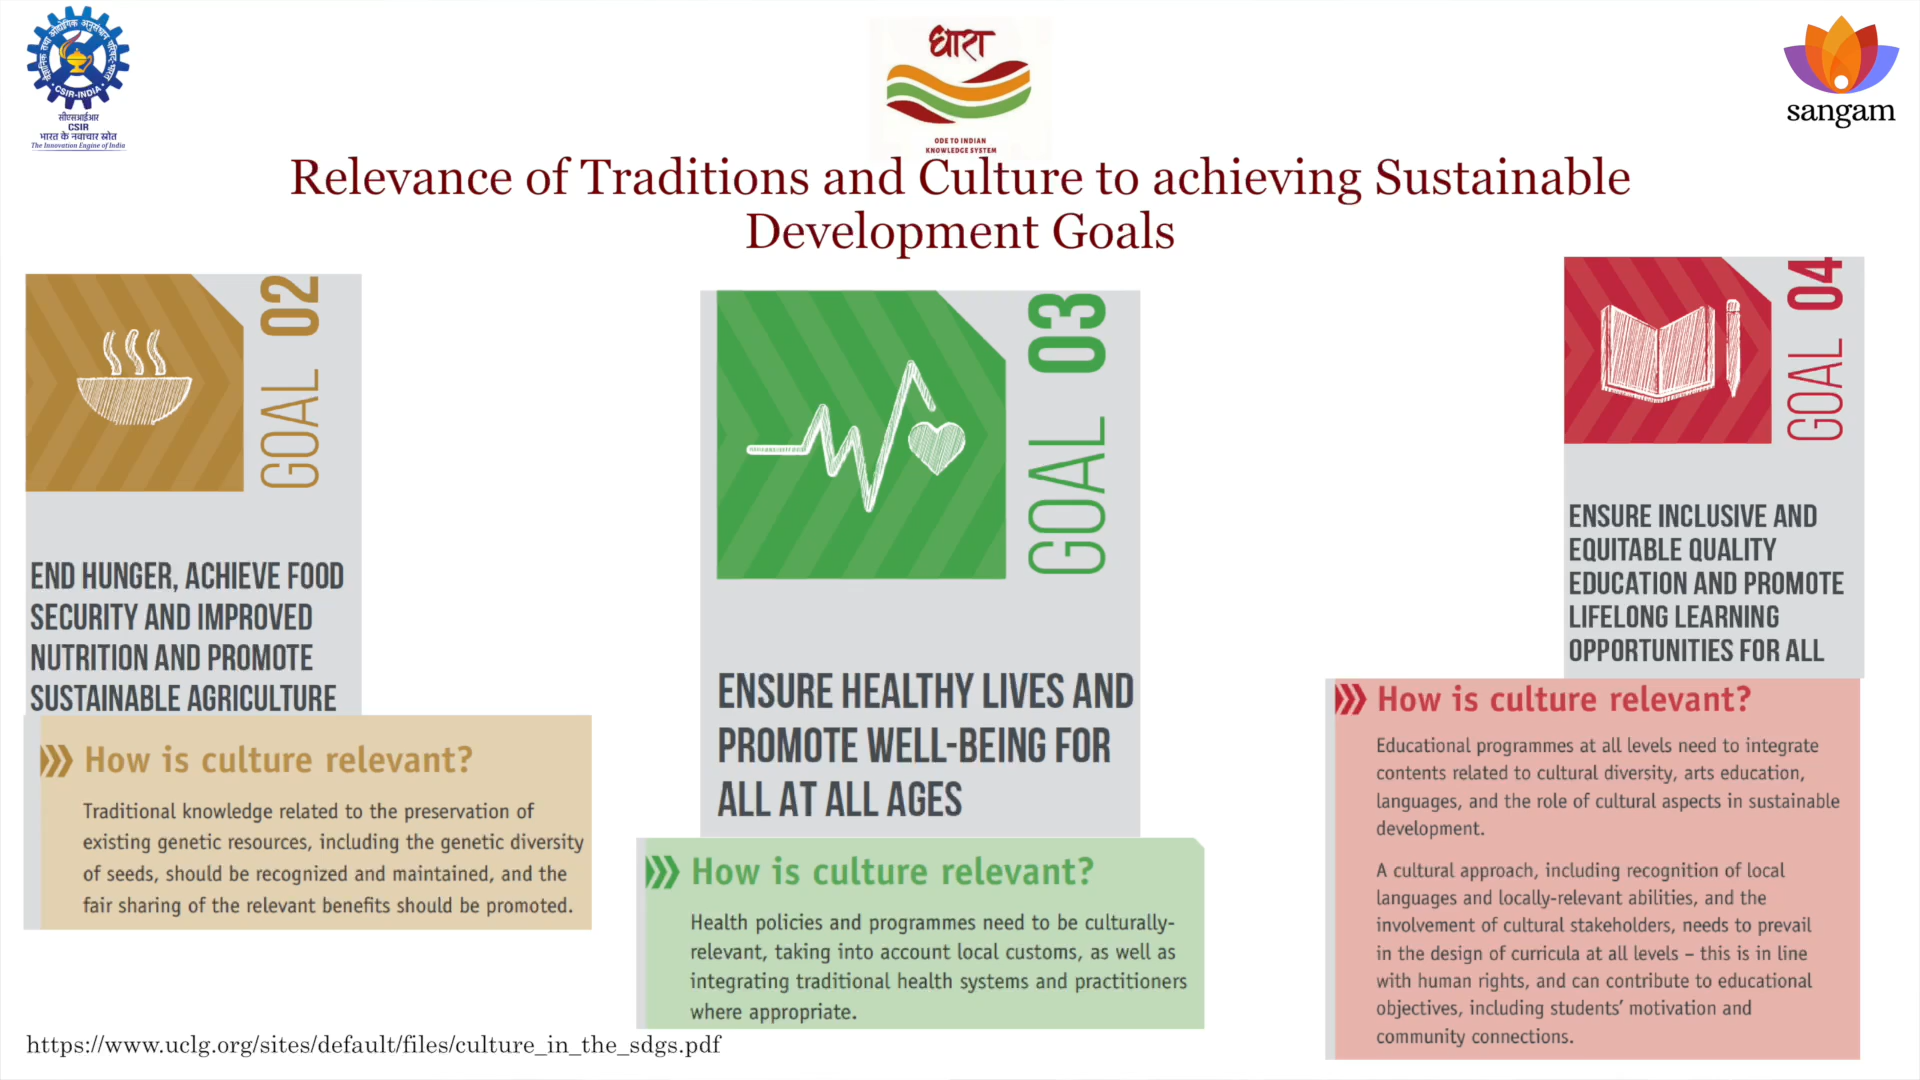 वैज्ञानिक तथा औद्योगिक अनुसंधान परिषद्-भारत
CSIR-INDIA
सीएसआईआर
CSIR
भारत के नवाचार स्रोत
The Innovation Engine of India
धारा
ODE TO INDIAN
KNOWLEDGE SYSTEM
sangam
Relevance of Traditions and Culture to achieving Sustainable
Development Goals
GOAL 02
END HUNGER, ACHIEVE FOOD
SECURITY AND IMPROVED
NUTRITION AND PROMOTE
SUSTAINABLE AGRICULTURE
How is culture relevant?
Traditional knowledge related to the preservation of
existing genetic resources, including the genetic diversity
of seeds, should be recognized and maintained, and the
fair sharing of the relevant benefits should be promoted.
GOAL 03
ENSURE HEALTHY LIVES AND
PROMOTE WELL-BEING FOR
ALL AT ALL AGES
How is culture relevant?
Health policies and programmes need to be culturally-
relevant, taking into account local customs, as well as
integrating traditional health systems and practitioners
where appropriate.
GOAL 04
ENSURE INCLUSIVE AND
EQUITABLE QUALITY
EDUCATION AND PROMOTE
LIFELONG LEARNING
OPPORTUNITIES FOR ALL
How is culture relevant?
Educational programmes at all levels need to integrate
contents related to cultural diversity, arts education,
languages, and the role of cultural aspects in sustainable
development.
A cultural approach, including recognition of local
languages and locally-relevant abilities, and the
involvement of cultural stakeholders, needs to prevail
in the design of curricula at all levels – this is in line
with human rights, and can contribute to educational
objectives, including students’ motivation and
community connections.
https://www.uclg.org/sites/default/files/culture_in_the_sdgs.pdf